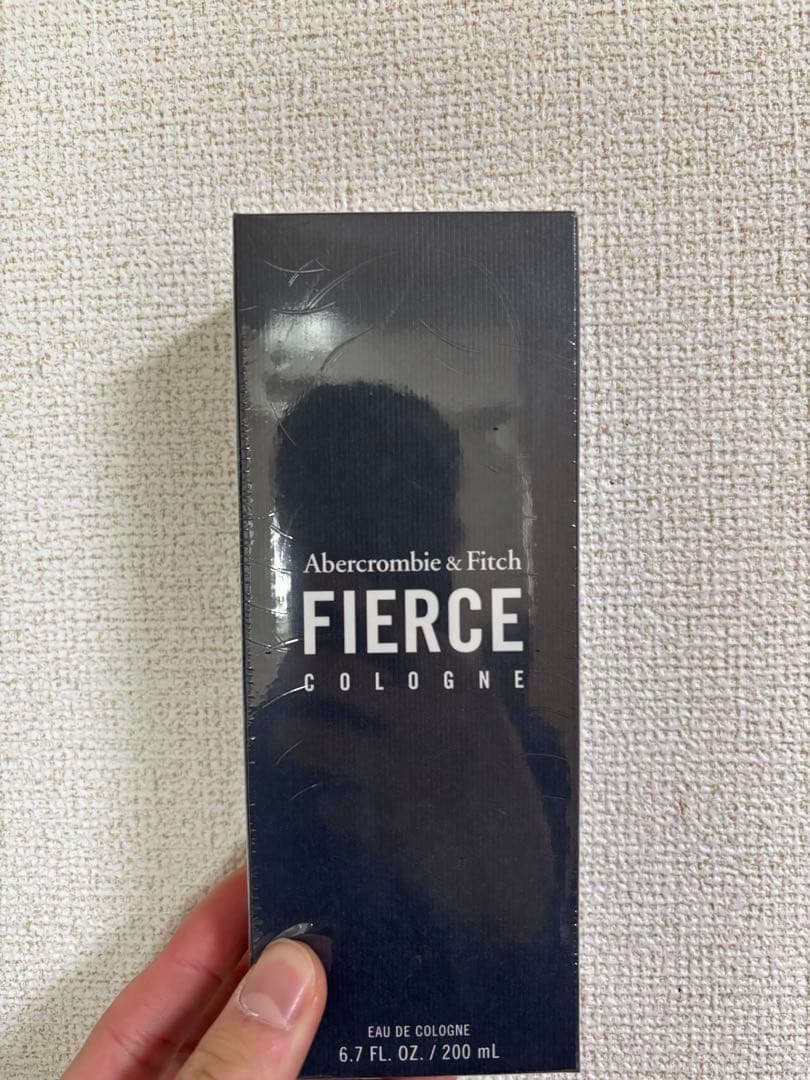 Abercrombie & Fitch
FIERCE
COLOGNE
EAU DE COLOGNE
6.7 FL. OZ. / 200 mL